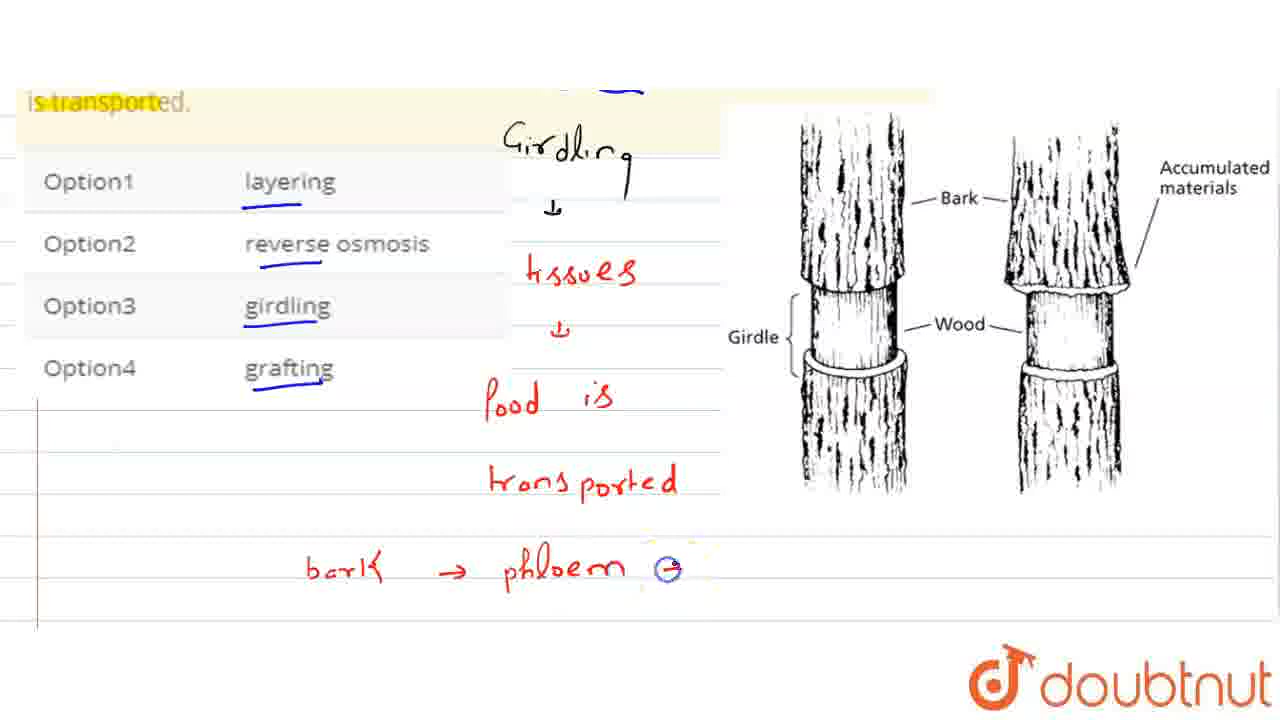 is transported.
Girdling
Option1 layering
↓
Option2 reverse osmosis
tissues
Option3 girdling
↓
Option4 grafting
food is
transported
bark → phloem →
Accumulated
materials
Bark
Wood
Girdle
doubtnut